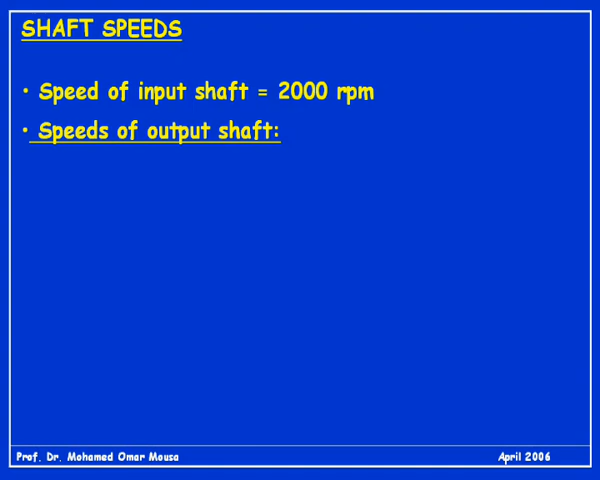 SHAFT SPEEDS
• Speed of input shaft = 2000 rpm
• Speeds of output shaft:
Prof. Dr. Mohamed Omar Mousa April 2006